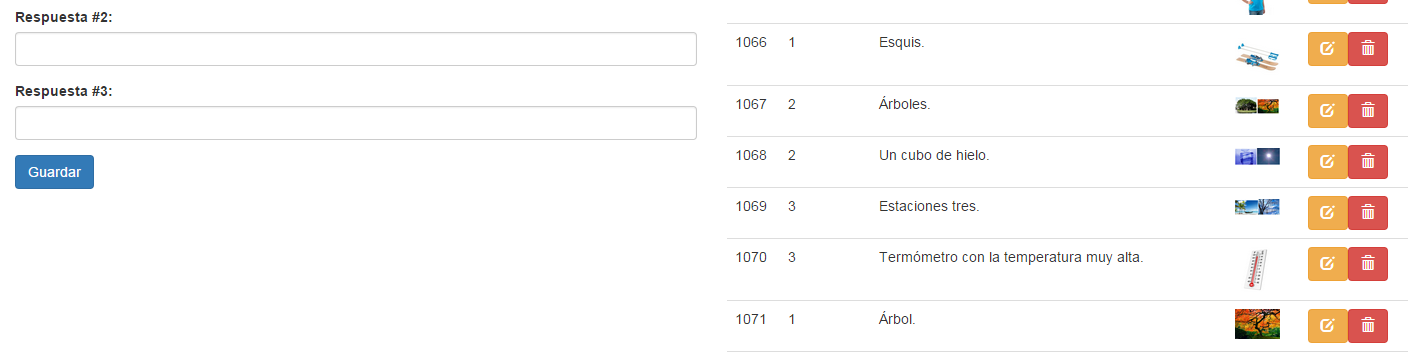 Respuesta #2:
Respuesta #3:
Guardar
1066 1 Esquis.
1067 2 Árboles.
1068 2 Un cubo de hielo.
1069 3 Estaciones tres.
1070 3 Termómetro con la temperatura muy alta.
1071 1 Árbol.